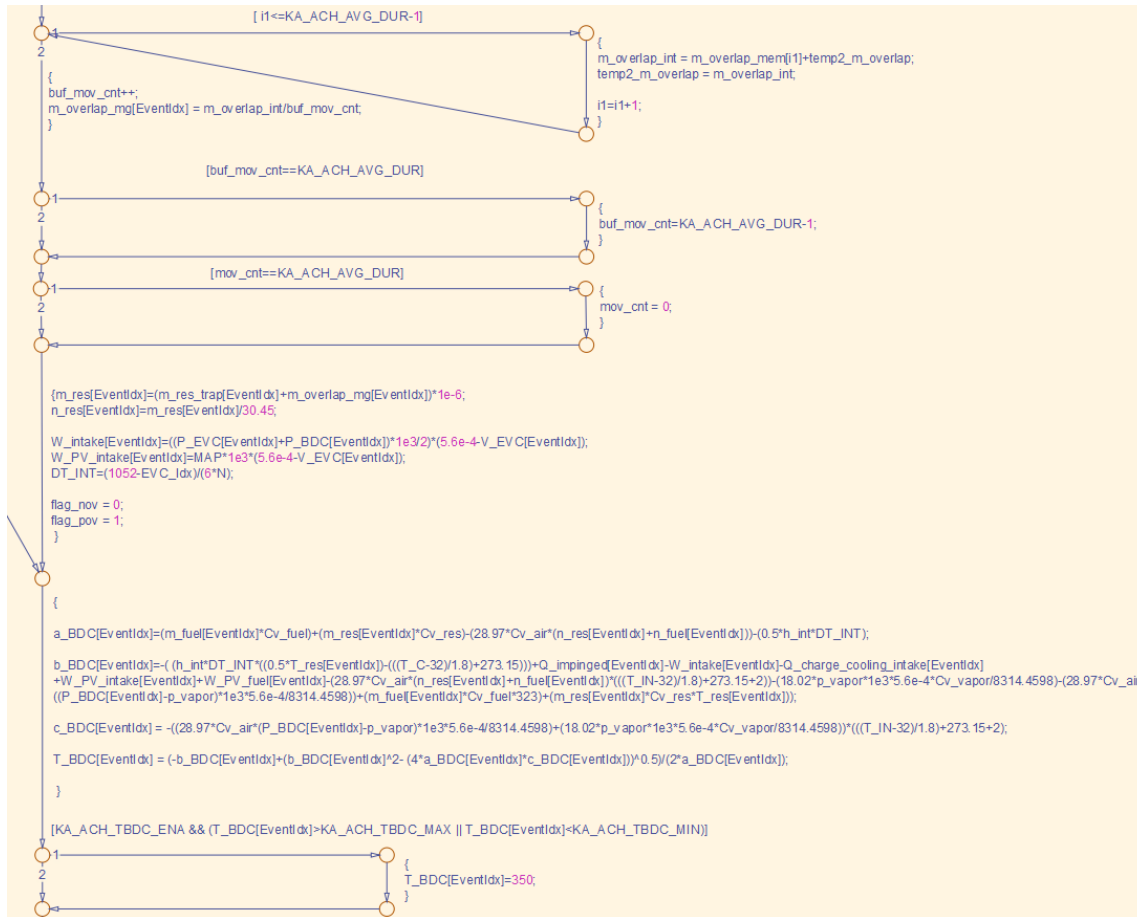 [ i1<=KA_ACH_AVG_DUR-1]
1
2
{
m_overlap_int = m_overlap_mem[i1]+temp2_m_overlap;
temp2_m_overlap = m_overlap_int;
i1=i1+1;
}
{
buf_mov_cnt++;
m_overlap_mg[EventIdx] = m_overlap_int/buf_mov_cnt;
}
[buf_mov_cnt==KA_ACH_AVG_DUR]
1
2
{
buf_mov_cnt=KA_ACH_AVG_DUR-1;
}
[mov_cnt==KA_ACH_AVG_DUR]
1
2
{
mov_cnt = 0;
}
{m_res[EventIdx]=(m_res_trap[EventIdx]+m_overlap_mg[EventIdx])*1e-6;
n_res[EventIdx]=m_res[EventIdx]/30.45;
W_intake[EventIdx]=((P_EVC[EventIdx]+P_BDC[EventIdx])*1e3/2)*(5.6e-4-V_EVC[EventIdx]);
W_PV_intake[EventIdx]=MAP*1e3*(5.6e-4-V_EVC[EventIdx]);
DT_INT=(1052-EVC_Idx)/(6*N);
flag_nov = 0;
flag_pov = 1;
}
{
a_BDC[EventIdx]=(m_fuel[EventIdx]*Cv_fuel)+(m_res[EventIdx]*Cv_res)-(28.97*Cv_air*(n_res[EventIdx]+n_fuel[EventIdx]))-(0.5*h_int*DT_INT);
b_BDC[EventIdx]=-( (h_int*DT_INT*((0.5*T_res[EventIdx])-(((T_C-32)/1.8)+273.15)))+Q_impinged[EventIdx]-W_intake[EventIdx]-Q_charge_cooling_intake[EventIdx]
+W_PV_intake[EventIdx]+W_PV_fuel[EventIdx]-(28.97*Cv_air*(n_res[EventIdx]+n_fuel[EventIdx])*(((T_IN-32)/1.8)+273.15+2))-(18.02*p_vapor*1e3*5.6e-4*Cv_vapor/8314.4598)-(28.97*Cv_ai
((P_BDC[EventIdx]-p_vapor)*1e3*5.6e-4/8314.4598))+(m_fuel[EventIdx]*Cv_fuel*323)+(m_res[EventIdx]*Cv_res*T_res[EventIdx]));
c_BDC[EventIdx] = -((28.97*Cv_air*(P_BDC[EventIdx]-p_vapor)*1e3*5.6e-4/8314.4598)+(18.02*p_vapor*1e3*5.6e-4*Cv_vapor/8314.4598))*(((T_IN-32)/1.8)+273.15+2);
T_BDC[EventIdx] = (-b_BDC[EventIdx]+(b_BDC[EventIdx]^2- (4*a_BDC[EventIdx]*c_BDC[EventIdx]))^0.5)/(2*a_BDC[EventIdx]);
}
[KA_ACH_TBDC_ENA && (T_BDC[EventIdx]>KA_ACH_TBDC_MAX || T_BDC[EventIdx]<KA_ACH_TBDC_MIN)]
1
2
{
T_BDC[EventIdx]=350;
}